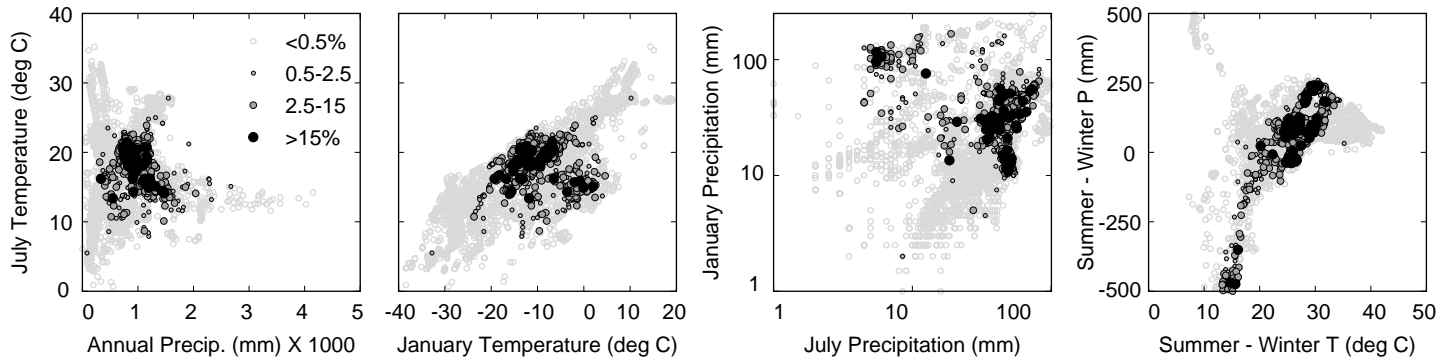 July Temperature (deg C)
40
30
20
10
0
<0.5%
0.5-2.5
2.5-15
>15%
0 1 2 3 4 5
Annual Precip. (mm) X 1000
-40 -30 -20 -10 0 10 20
January Temperature (deg C)
January Precipitation (mm)
100
10
1
1 10 100
July Precipitation (mm)
Summer - Winter P (mm)
500
250
0
-250
-500
0 10 20 30 40 50
Summer - Winter T (deg C)